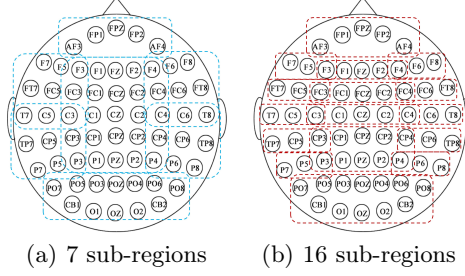 FP1 FPZ FP2
AF3 AF4
F7 F5 F3 F1 FZ F2 F4 F6 F8
FT7 FC5 FC3 FC1 FCZ FC2 FC4 FC6 FT8
T7 C5 C3 C1 CZ C2 C4 C6 T8
TP7 CP5 CP3 CP1 CPZ CP2 CP4 CP6 TP8
P7 P5 P3 P1 PZ P2 P4 P6 P8
PO7 PO5 PO3 POZ PO4 PO6 PO8
CB1 O1 OZ O2 CB2
(a) 7 sub-regions
FP1 FPZ FP2
AF3 AF4
F7 F5 F3 F1 FZ F2 F4 F6 F8
FT7 FC5 FC3 FC1 FCZ FC2 FC4 FC6 FT8
T7 C5 C3 C1 CZ C2 C4 C6 T8
TP7 CP5 CP3 CP1 CPZ CP2 CP4 CP6 TP8
P7 P5 P3 P1 PZ P2 P4 P6 P8
PO7 PO5 PO3 POZ PO4 PO6 PO8
CB1 O1 OZ O2 CB2
(b) 16 sub-regions